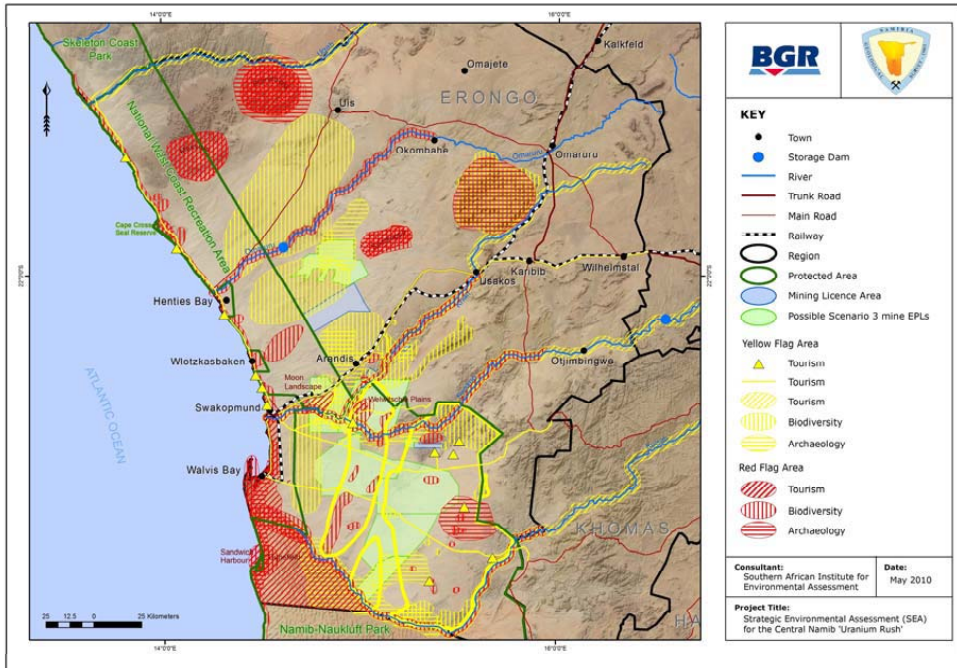 14°0'0"E
16°0'0"E
Skeleton Coast
Park
Kalkfeld
Omajete
ERONGO
Uis
National West Coast Recreation Area
Okombahe
Omaruru
Omaruru
Cape Cross
Seal Reserve
22°0'0"S
22°0'0"S
Karibib
Wilhelmstal
Usakos
Henties Bay
Wlotzkasbaken
Arandis
Otjimbingwe
Moon
Landscape
Welwitschia Plains
Swakopmund
ATLANTIC OCEAN
Walvis Bay
KHOMAS
Sandwich
Harbour
Namib-Naukluft Park
HA
25 12.5 0 25 Kilometers
14°0'0"E
16°0'0"E
BGR
NAMIBIA
KEY
Town
Storage Dam
River
Trunk Road
Main Road
Railway
Region
Protected Area
Mining Licence Area
Possible Scenario 3 mine EPLs
Yellow Flag Area
Tourism
Tourism
Tourism
Biodiversity
Archaeology
Red Flag Area
Tourism
Biodiversity
Archaeology
Consultant:
Southern African Institute for
Environmental Assessment
Date:
May 2010
Project Title:
Strategic Environmental Assessment (SEA)
for the Central Namib 'Uranium Rush'